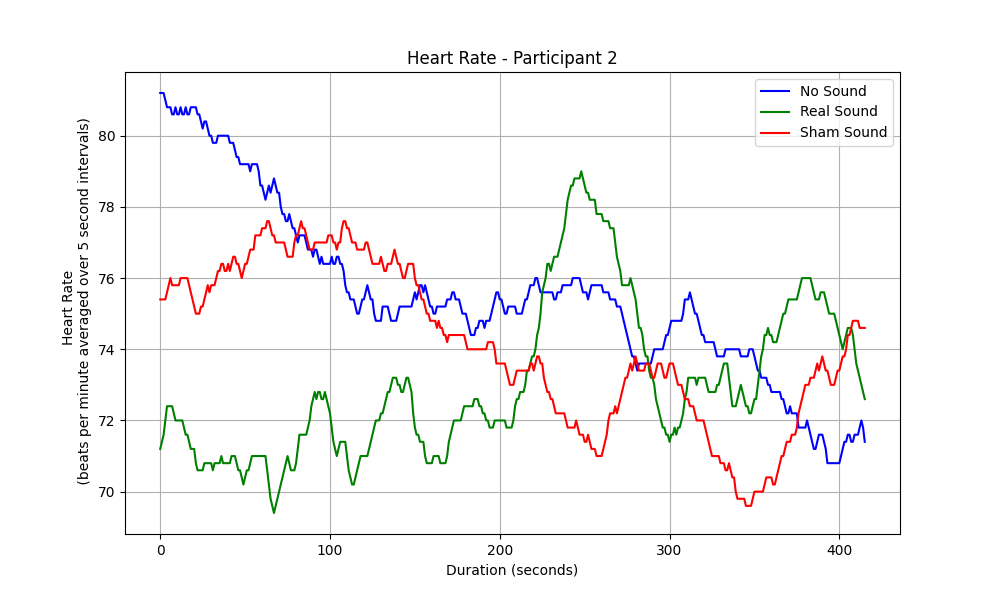 Heart Rate - Participant 2
No Sound
Real Sound
Sham Sound
Heart Rate
(beats per minute averaged over 5 second intervals)
80
78
76
74
72
70
0 100 200 300 400
Duration (seconds)